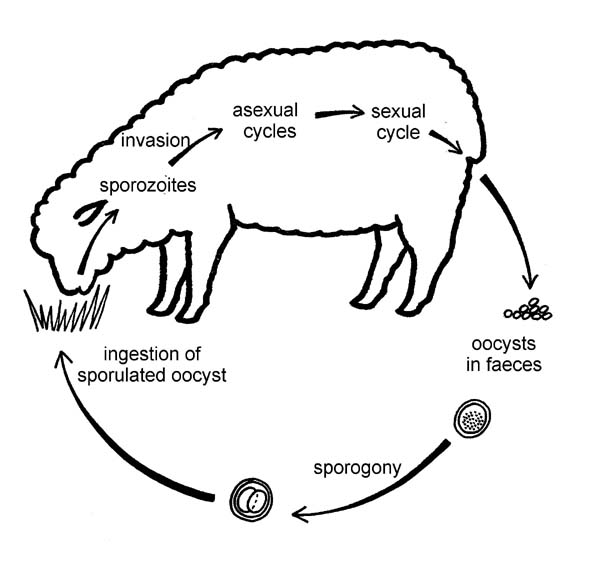 asexual
cycles
sexual
cycle
invasion
sporozoites
ingestion of
sporulated oocyst
oocysts
in faeces
sporogony